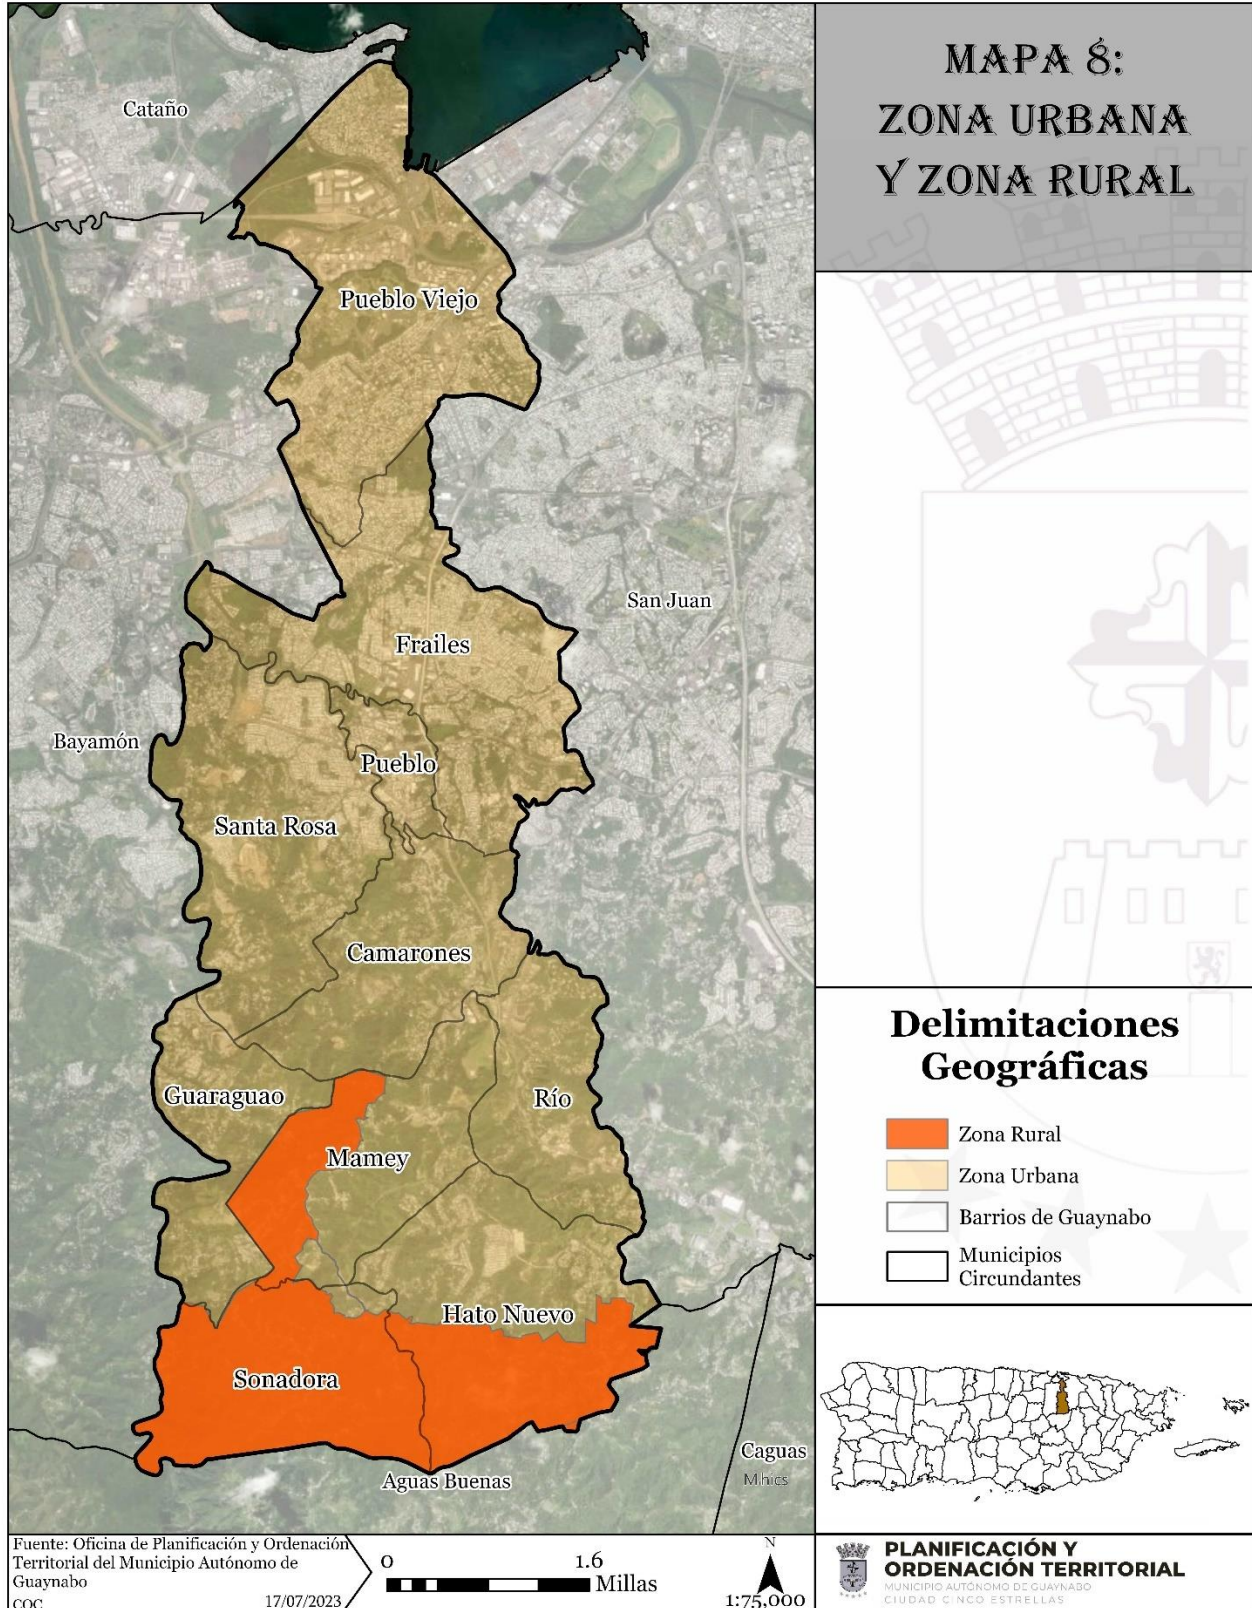 MAPA 8:
ZONA URBANA
Y ZONA RURAL
Cataño
Pueblo Viejo
San Juan
Frailes
Bayamón
Pueblo
Santa Rosa
Camarones
Guaraguao
Río
Mamey
Hato Nuevo
Sonadora
Caguas
Aguas Buenas
Delimitaciones
Geográficas
Zona Rural
Zona Urbana
Barrios de Guaynabo
Municipios
Circundantes
Fuente: Oficina de Planificación y Ordenación
Territorial del Municipio Autónomo de
Guaynabo
COC 17/07/2023
0 1.6
Millas
N
1:75,000
PLANIFICACIÓN Y
ORDENACIÓN TERRITORIAL
MUNICIPIO AUTÓNOMO DE GUAYNABO
CIUDAD CINCO ESTRELLAS